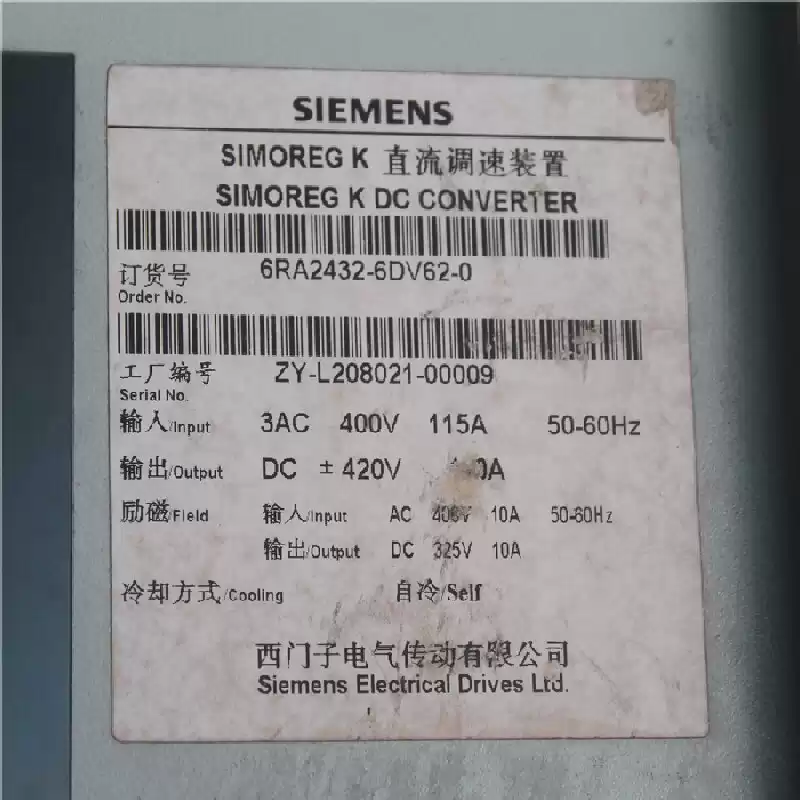 SIEMENS
SIMOREG K 直流调速装置
SIMOREG K DC CONVERTER
订货号 6RA2432-6DV62-0
Order No.
工厂编号 ZY-L208021-00009
Serial No.
输入/Input 3AC 400V 115A 50-60Hz
输出/Output DC ±420V
励磁/Field 输入/Input AC 400V 10A 50-60Hz
输出/Output DC 325V 10A
冷却方式/Cooling 自冷/Self
西门子电气传动有限公司
Siemens Electrical Drives Ltd.